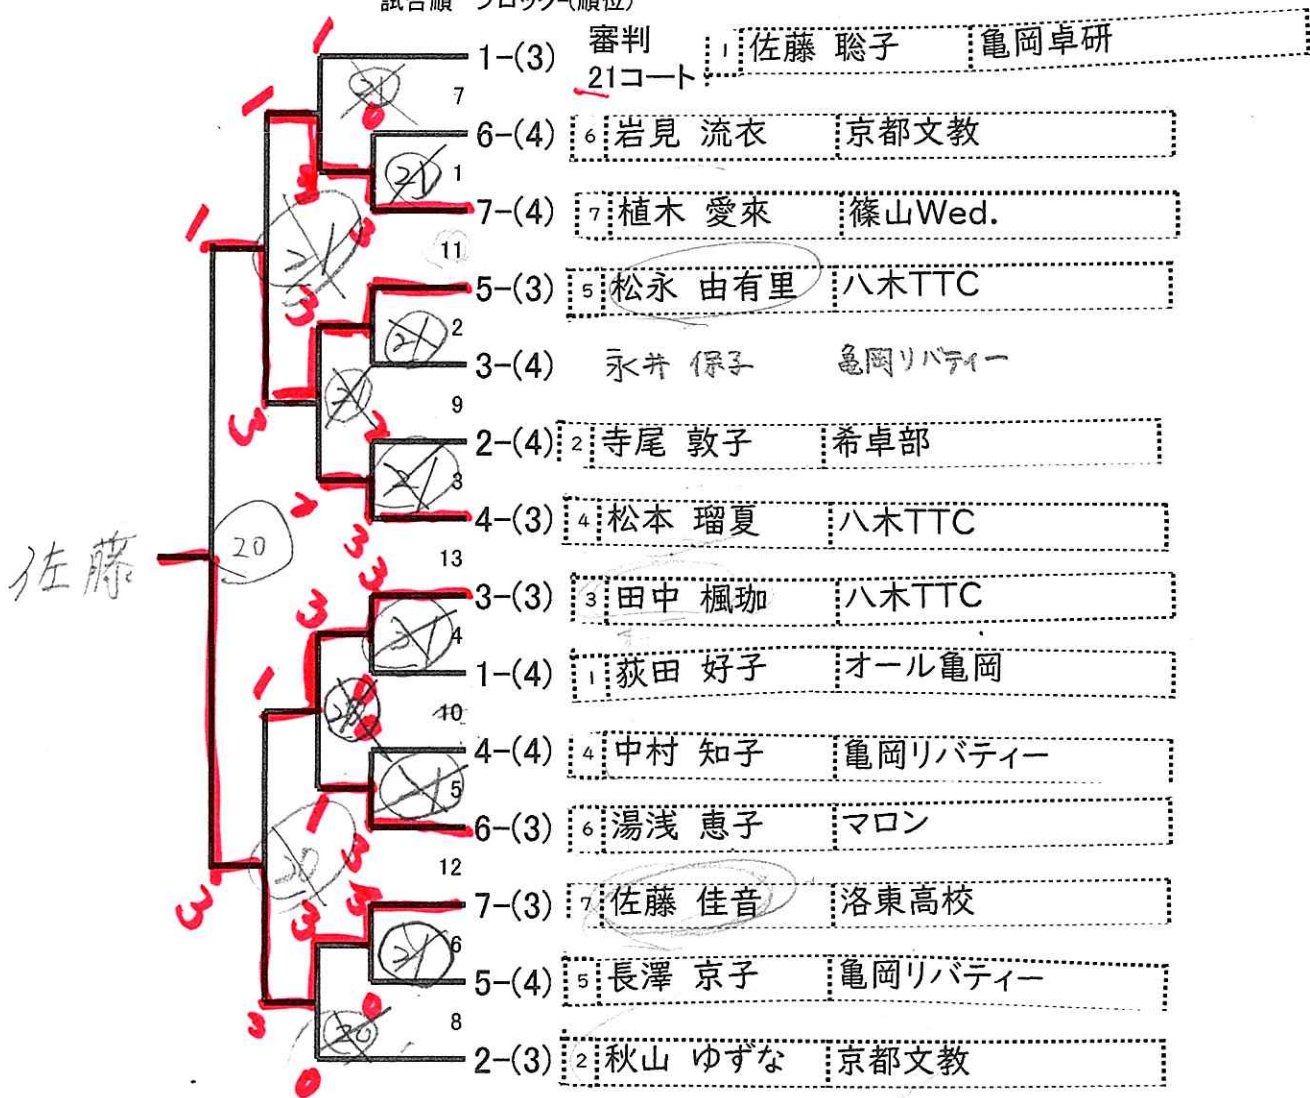 試合順 ブロック-(順位)
1-(3) 審判 21コート 1 佐藤 聡子 亀岡卓研
7
6-(4) 6 岩見 流衣 京都文教
1
7-(4) 7 植木 愛來 篠山Wed.
11
5-(3) 5 松永 由有里 八木TTC
2
3-(4) 永井 保子 亀岡リバティー
9
2-(4) 2 寺尾 敦子 希卓部
3
4-(3) 4 松本 瑠夏 八木TTC
13
佐藤 20
3-(3) 3 田中 楓珈 八木TTC
4
1-(4) 1 荻田 好子 オール亀岡
10
4-(4) 4 中村 知子 亀岡リバティー
5
6-(3) 6 湯浅 恵子 マロン
12
7-(3) 7 佐藤 佳音 洛東高校
6
5-(4) 5 長澤 京子 亀岡リバティー
8
2-(3) 2 秋山 ゆずな 京都文教